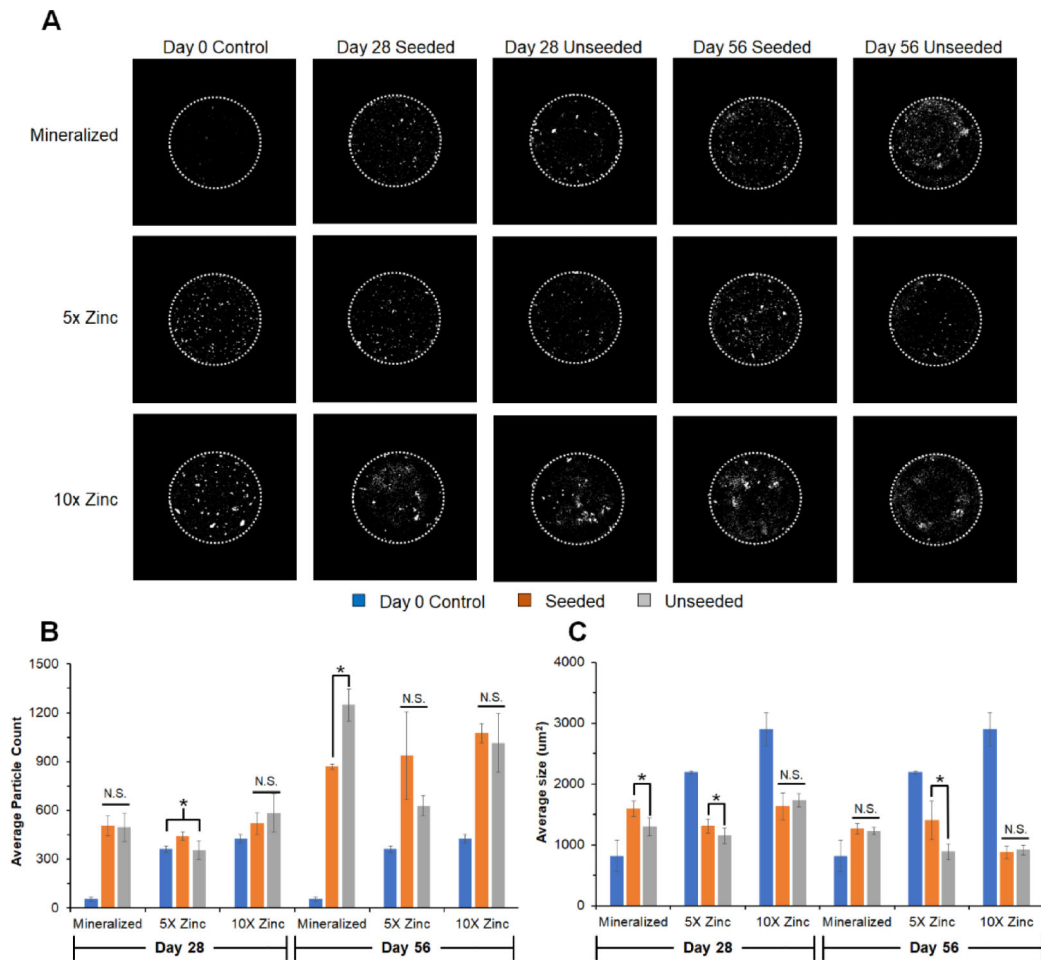 A
Day 0 Control Day 28 Seeded Day 28 Unseeded Day 56 Seeded Day 56 Unseeded
Mineralized
5x Zinc
10x Zinc
Day 0 Control Seeded Unseeded
B
Average Particle Count
1500
1200
900
600
300
0
N.S.
*
N.S.
*
N.S.
N.S.
Mineralized 5X Zinc 10X Zinc Mineralized 5X Zinc 10X Zinc
Day 28 Day 56
C
Average size (um²)
4000
3000
2000
1000
0
*
*
N.S.
N.S.
*
N.S.
Mineralized 5X Zinc 10X Zinc Mineralized 5X Zinc 10X Zinc
Day 28 Day 56